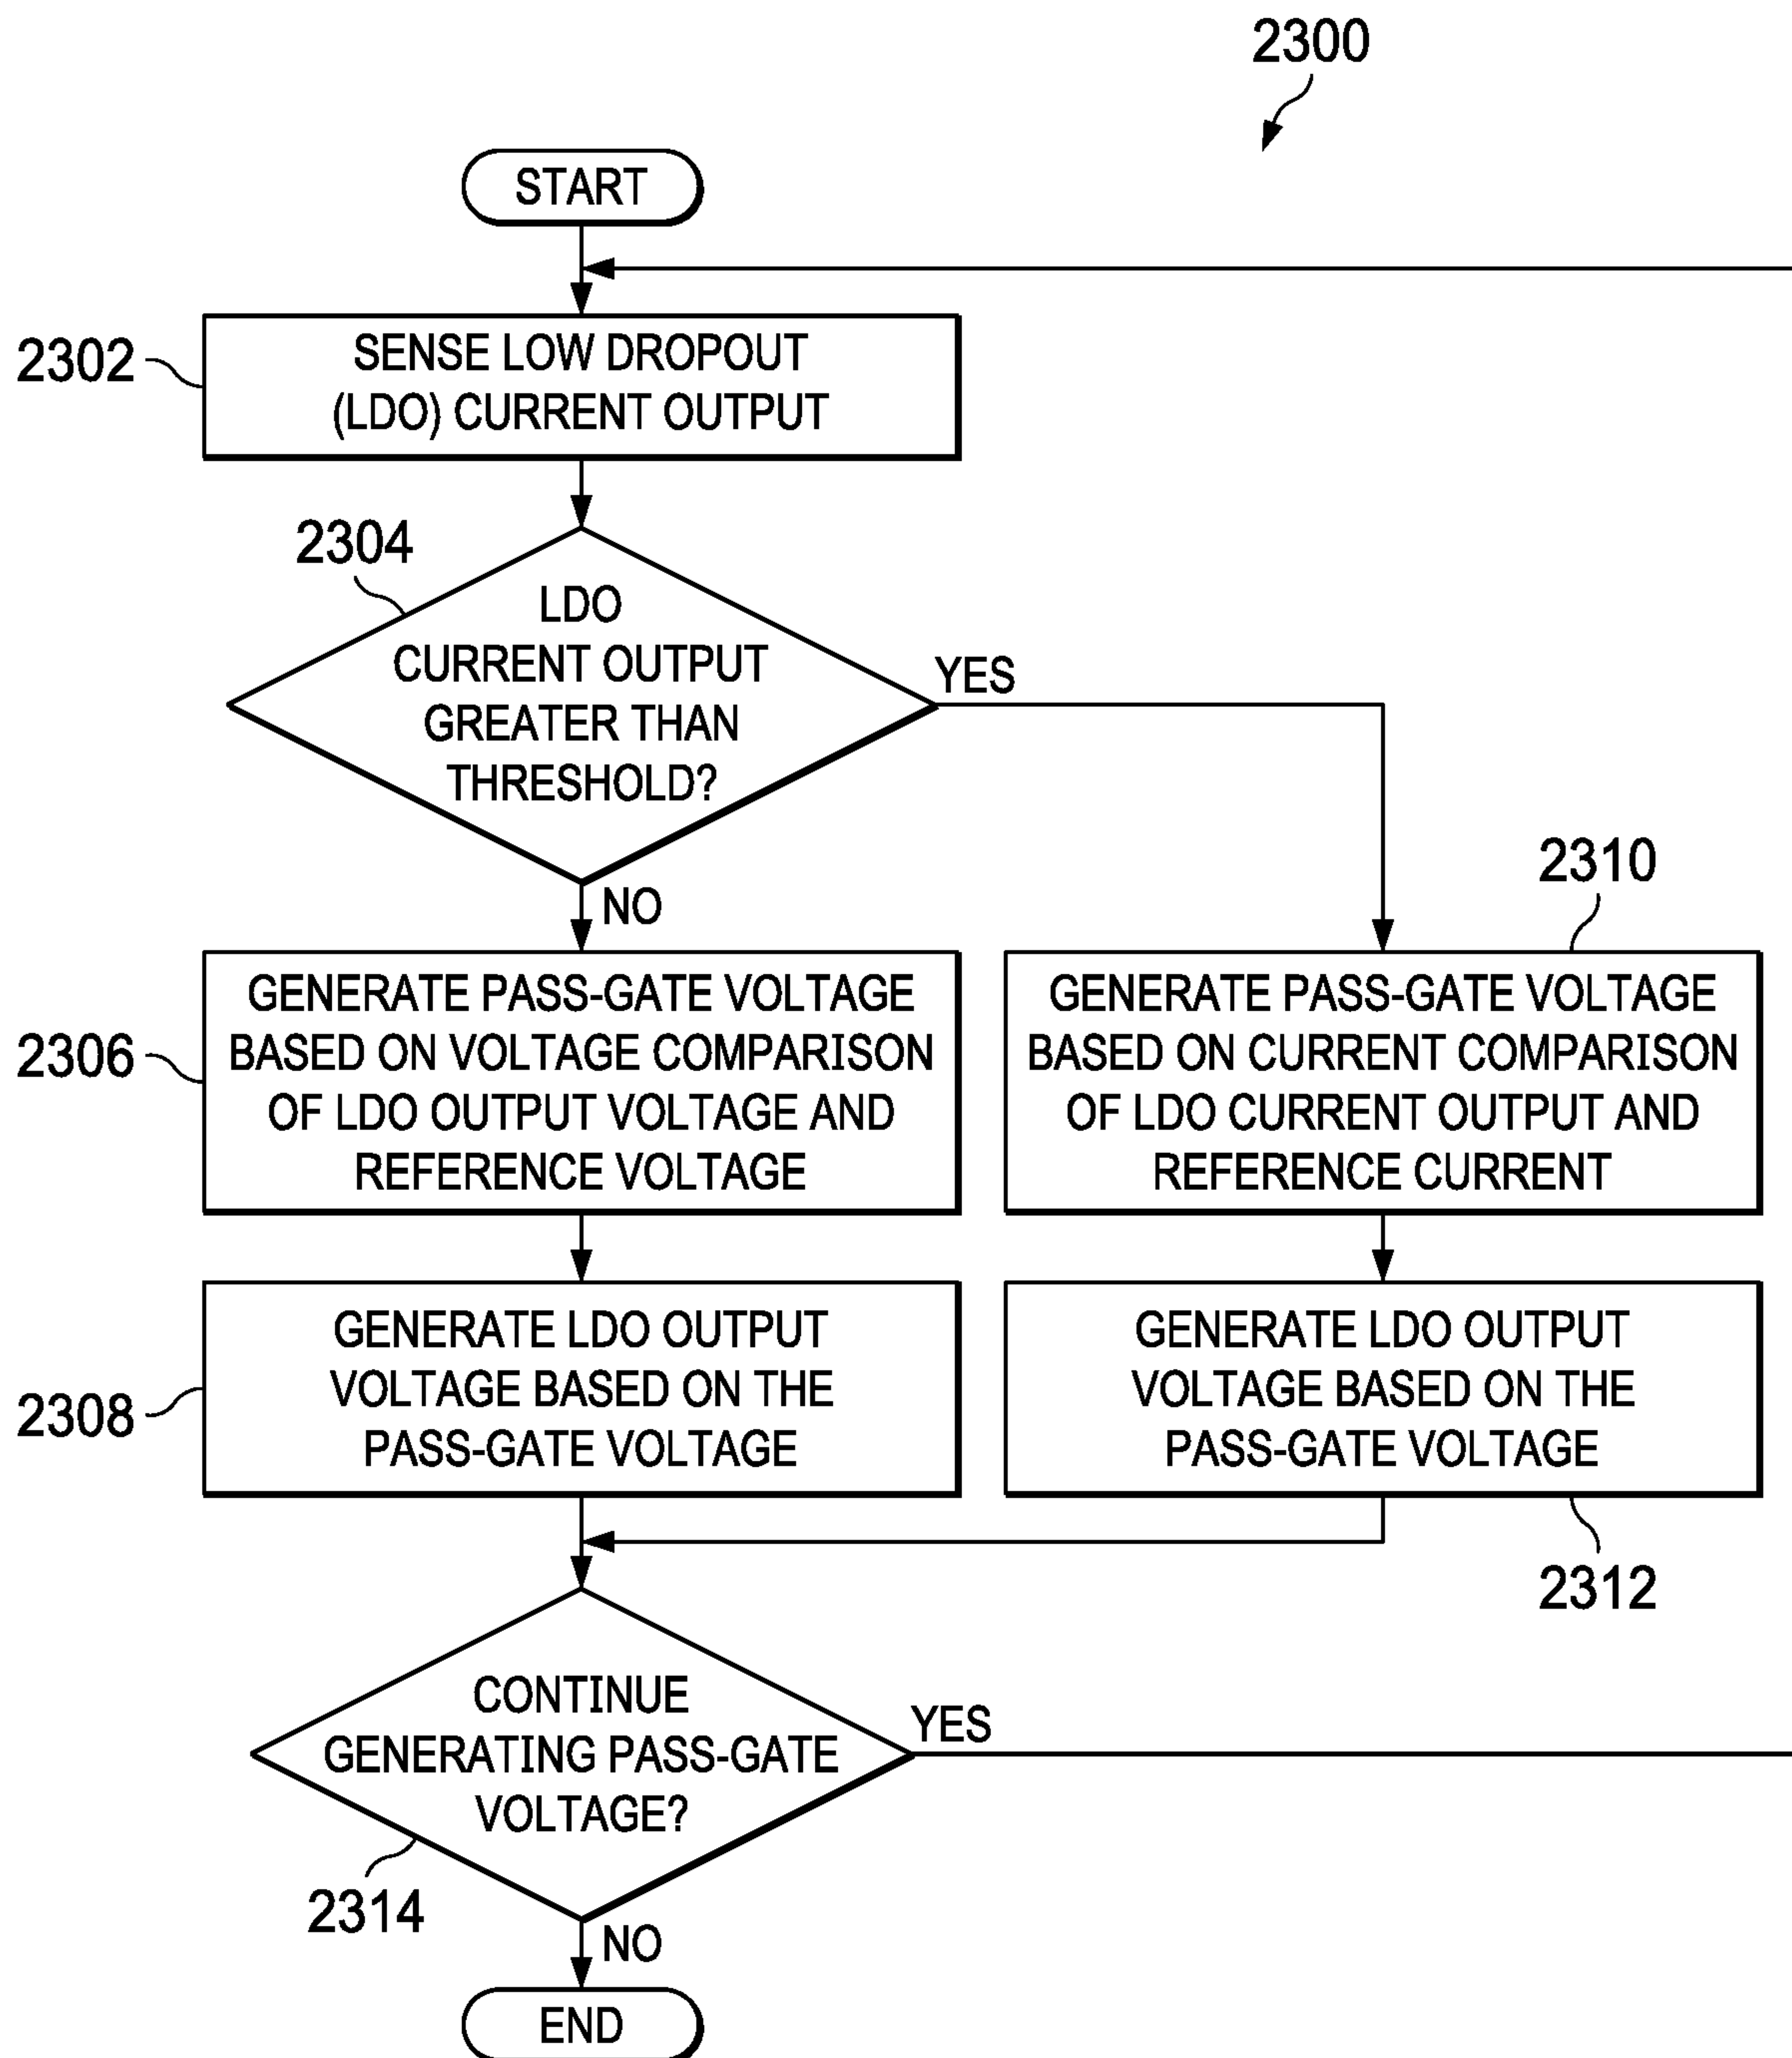 2300
START
2302
SENSE LOW DROPOUT
(LDO) CURRENT OUTPUT
2304
LDO
CURRENT OUTPUT
GREATER THAN
THRESHOLD?
YES
NO
2306
GENERATE PASS-GATE VOLTAGE
BASED ON VOLTAGE COMPARISON
OF LDO OUTPUT VOLTAGE AND
REFERENCE VOLTAGE
2310
GENERATE PASS-GATE VOLTAGE
BASED ON CURRENT COMPARISON
OF LDO CURRENT OUTPUT AND
REFERENCE CURRENT
2308
GENERATE LDO OUTPUT
VOLTAGE BASED ON THE
PASS-GATE VOLTAGE
GENERATE LDO OUTPUT
VOLTAGE BASED ON THE
PASS-GATE VOLTAGE
2312
CONTINUE
GENERATING PASS-GATE
VOLTAGE?
YES
2314
NO
END